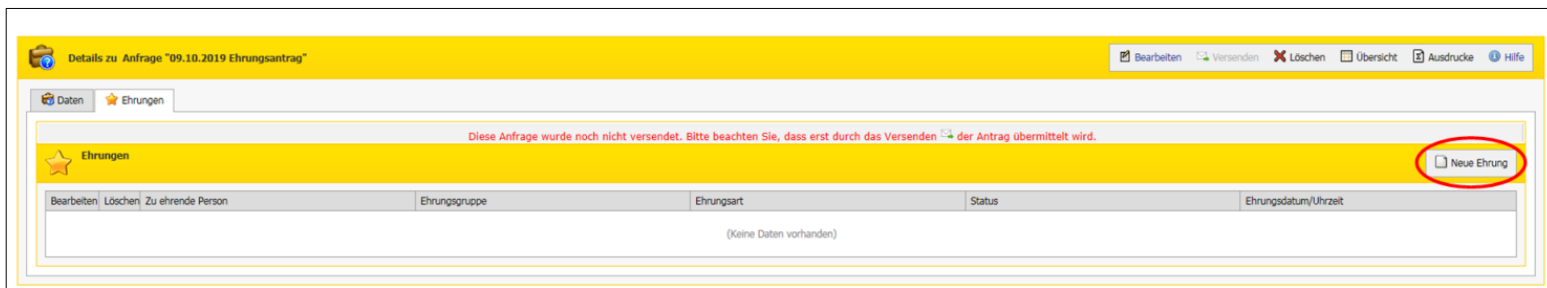 Details zu Anfrage "09.10.2019 Ehrungsantrag" Bearbeiten Versenden Löschen Übersicht Ausdrucke Hilfe
Daten Ehrungen
Diese Anfrage wurde noch nicht versendet. Bitte beachten Sie, dass erst durch das Versenden der Antrag übermittelt wird.
Ehrungen Neue Ehrung
Bearbeiten Löschen Zu ehrende Person Ehrungsgruppe Ehrungsart Status Ehrungsdatum/Uhrzeit
(Keine Daten vorhanden)